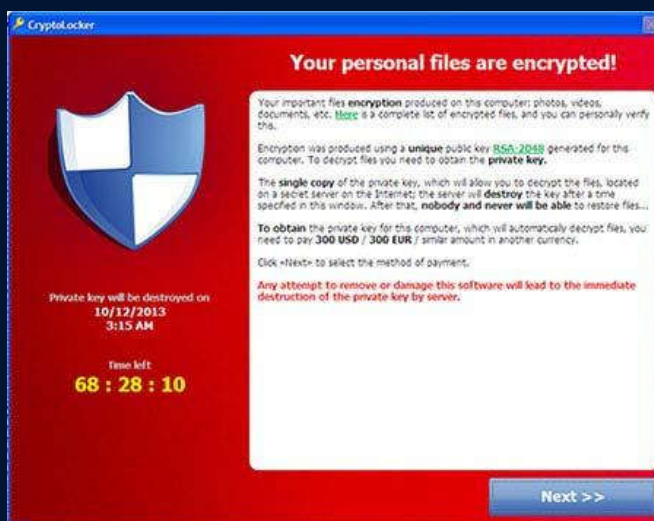 CryptoLocker
Your personal files are encrypted!
Your important files encryption produced on this computer: photos, videos,
documents, etc. Here is a complete list of encrypted files, and you can personally verify
this.
Encryption was produced using a unique public key RSA-2048 generated for this
computer. To decrypt files you need to obtain the private key.
The single copy of the private key, which will allow you to decrypt the files, located
on a secret server on the Internet; the server will destroy the key after a time
specified in this window. After that, nobody and never will be able to restore files...
To obtain the private key for this computer, which will automatically decrypt files, you
need to pay 300 USD / 300 EUR / similar amount in another currency.
Click «Next» to select the method of payment.
Any attempt to remove or damage this software will lead to the immediate
destruction of the private key by server.
Private key will be destroyed on
10/12/2013
3:15 AM
Time left
68 : 28 : 10
Next >>